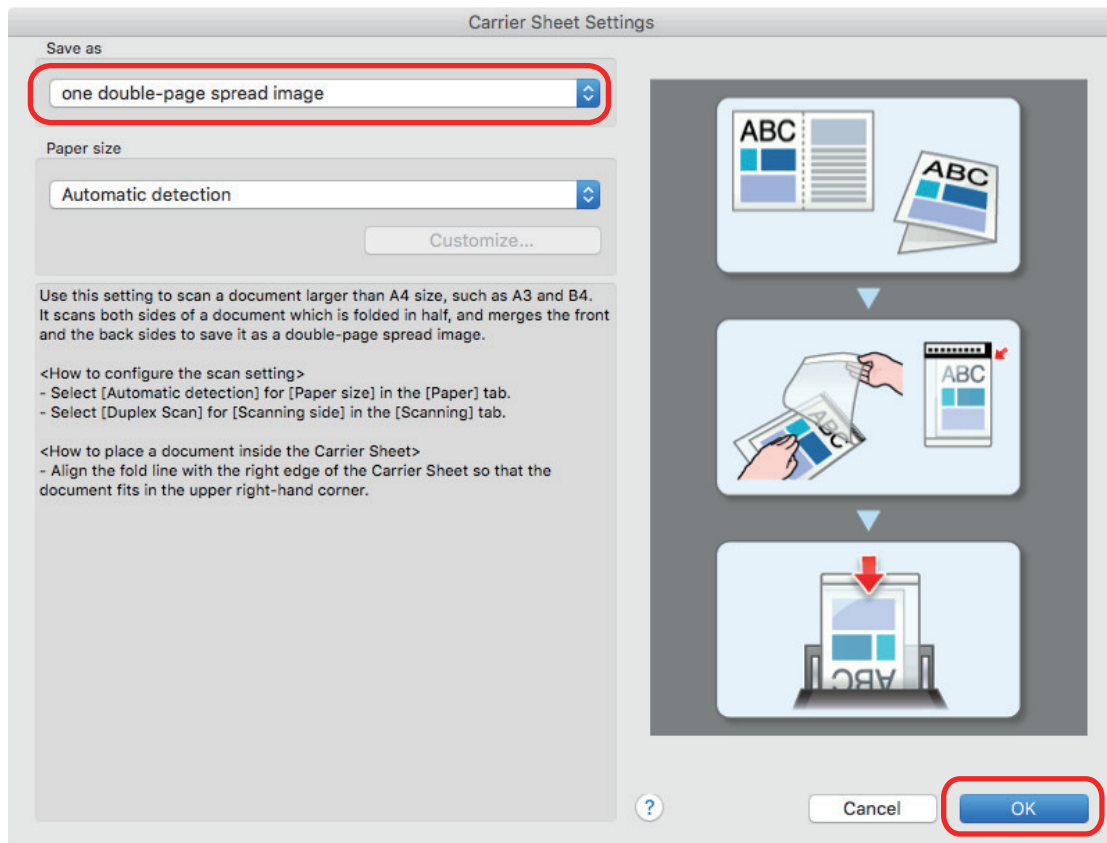 Carrier Sheet Settings
Save as
one double-page spread image
Paper size
Automatic detection
Customize...
Use this setting to scan a document larger than A4 size, such as A3 and B4.
It scans both sides of a document which is folded in half, and merges the front
and the back sides to save it as a double-page spread image.
<How to configure the scan setting>
- Select [Automatic detection] for [Paper size] in the [Paper] tab.
- Select [Duplex Scan] for [Scanning side] in the [Scanning] tab.
<How to place a document inside the Carrier Sheet>
- Align the fold line with the right edge of the Carrier Sheet so that the
document fits in the upper right-hand corner.
ABC
ABC
ABC
ABC
ABC
?
Cancel
OK